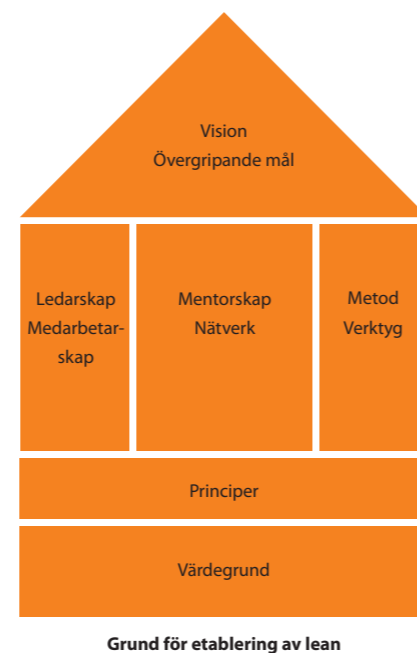 Vision
Övergripande mål
Ledarskap
Medarbetar-
skap
Mentorskap
Nätverk
Metod
Verktyg
Principer
Värdegrund
Grund för etablering av lean